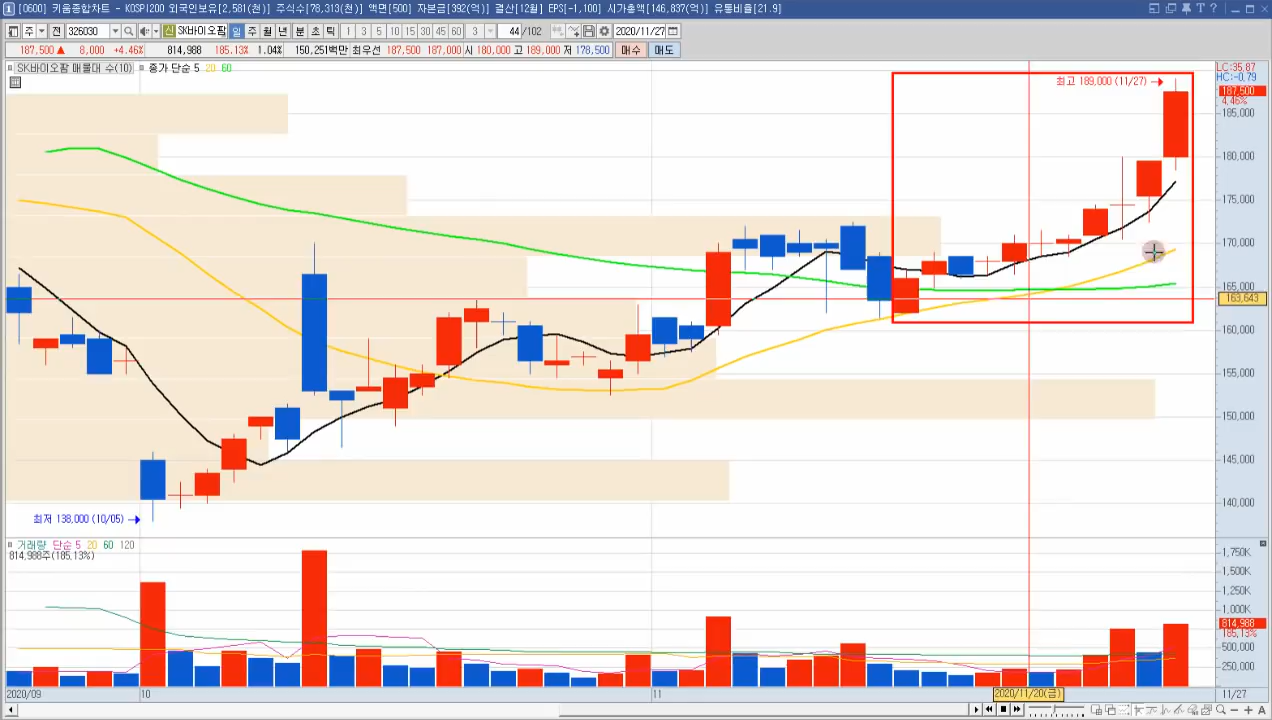 [0600] 키움종합차트 - KOSPI200 외국인보유[2,581(천)] 주식수[78,313(천)] 액면[500] 자본금[392(억)] 결산[12월] EPS[-1,100] 시가총액[146,837(억)] 유통비율[21.9]
주 전 326030 신 SK바이오팜 일 주 월 년 분 초 틱 1 3 5 10 15 30 45 60 3 44 /102 2020/11/27
187,500 ▲ 8,000 +4.46% 814,988 185.13% 1.04% 150,251백만 최우선 187,500 187,000 시 180,000 고 189,000 저 178,500 매수 매도
SK바이오팜 매물대 수(10) 종가 단순 5 20 60
LC:35.87
HC:-0.79
최고 189,000 (11/27)
187,500
4.46%
185,000
180,000
175,000
170,000
165,000
163,643
160,000
155,000
150,000
145,000
140,000
최저 138,000 (10/05)
거래량 단순 5 20 60 120
814,988주(185.13%)
1,750K
1,500K
1,250K
1,000K
814,988
185.13%
500,000
250,000
2020/09 10 11 2020/11/20(금) 11/27